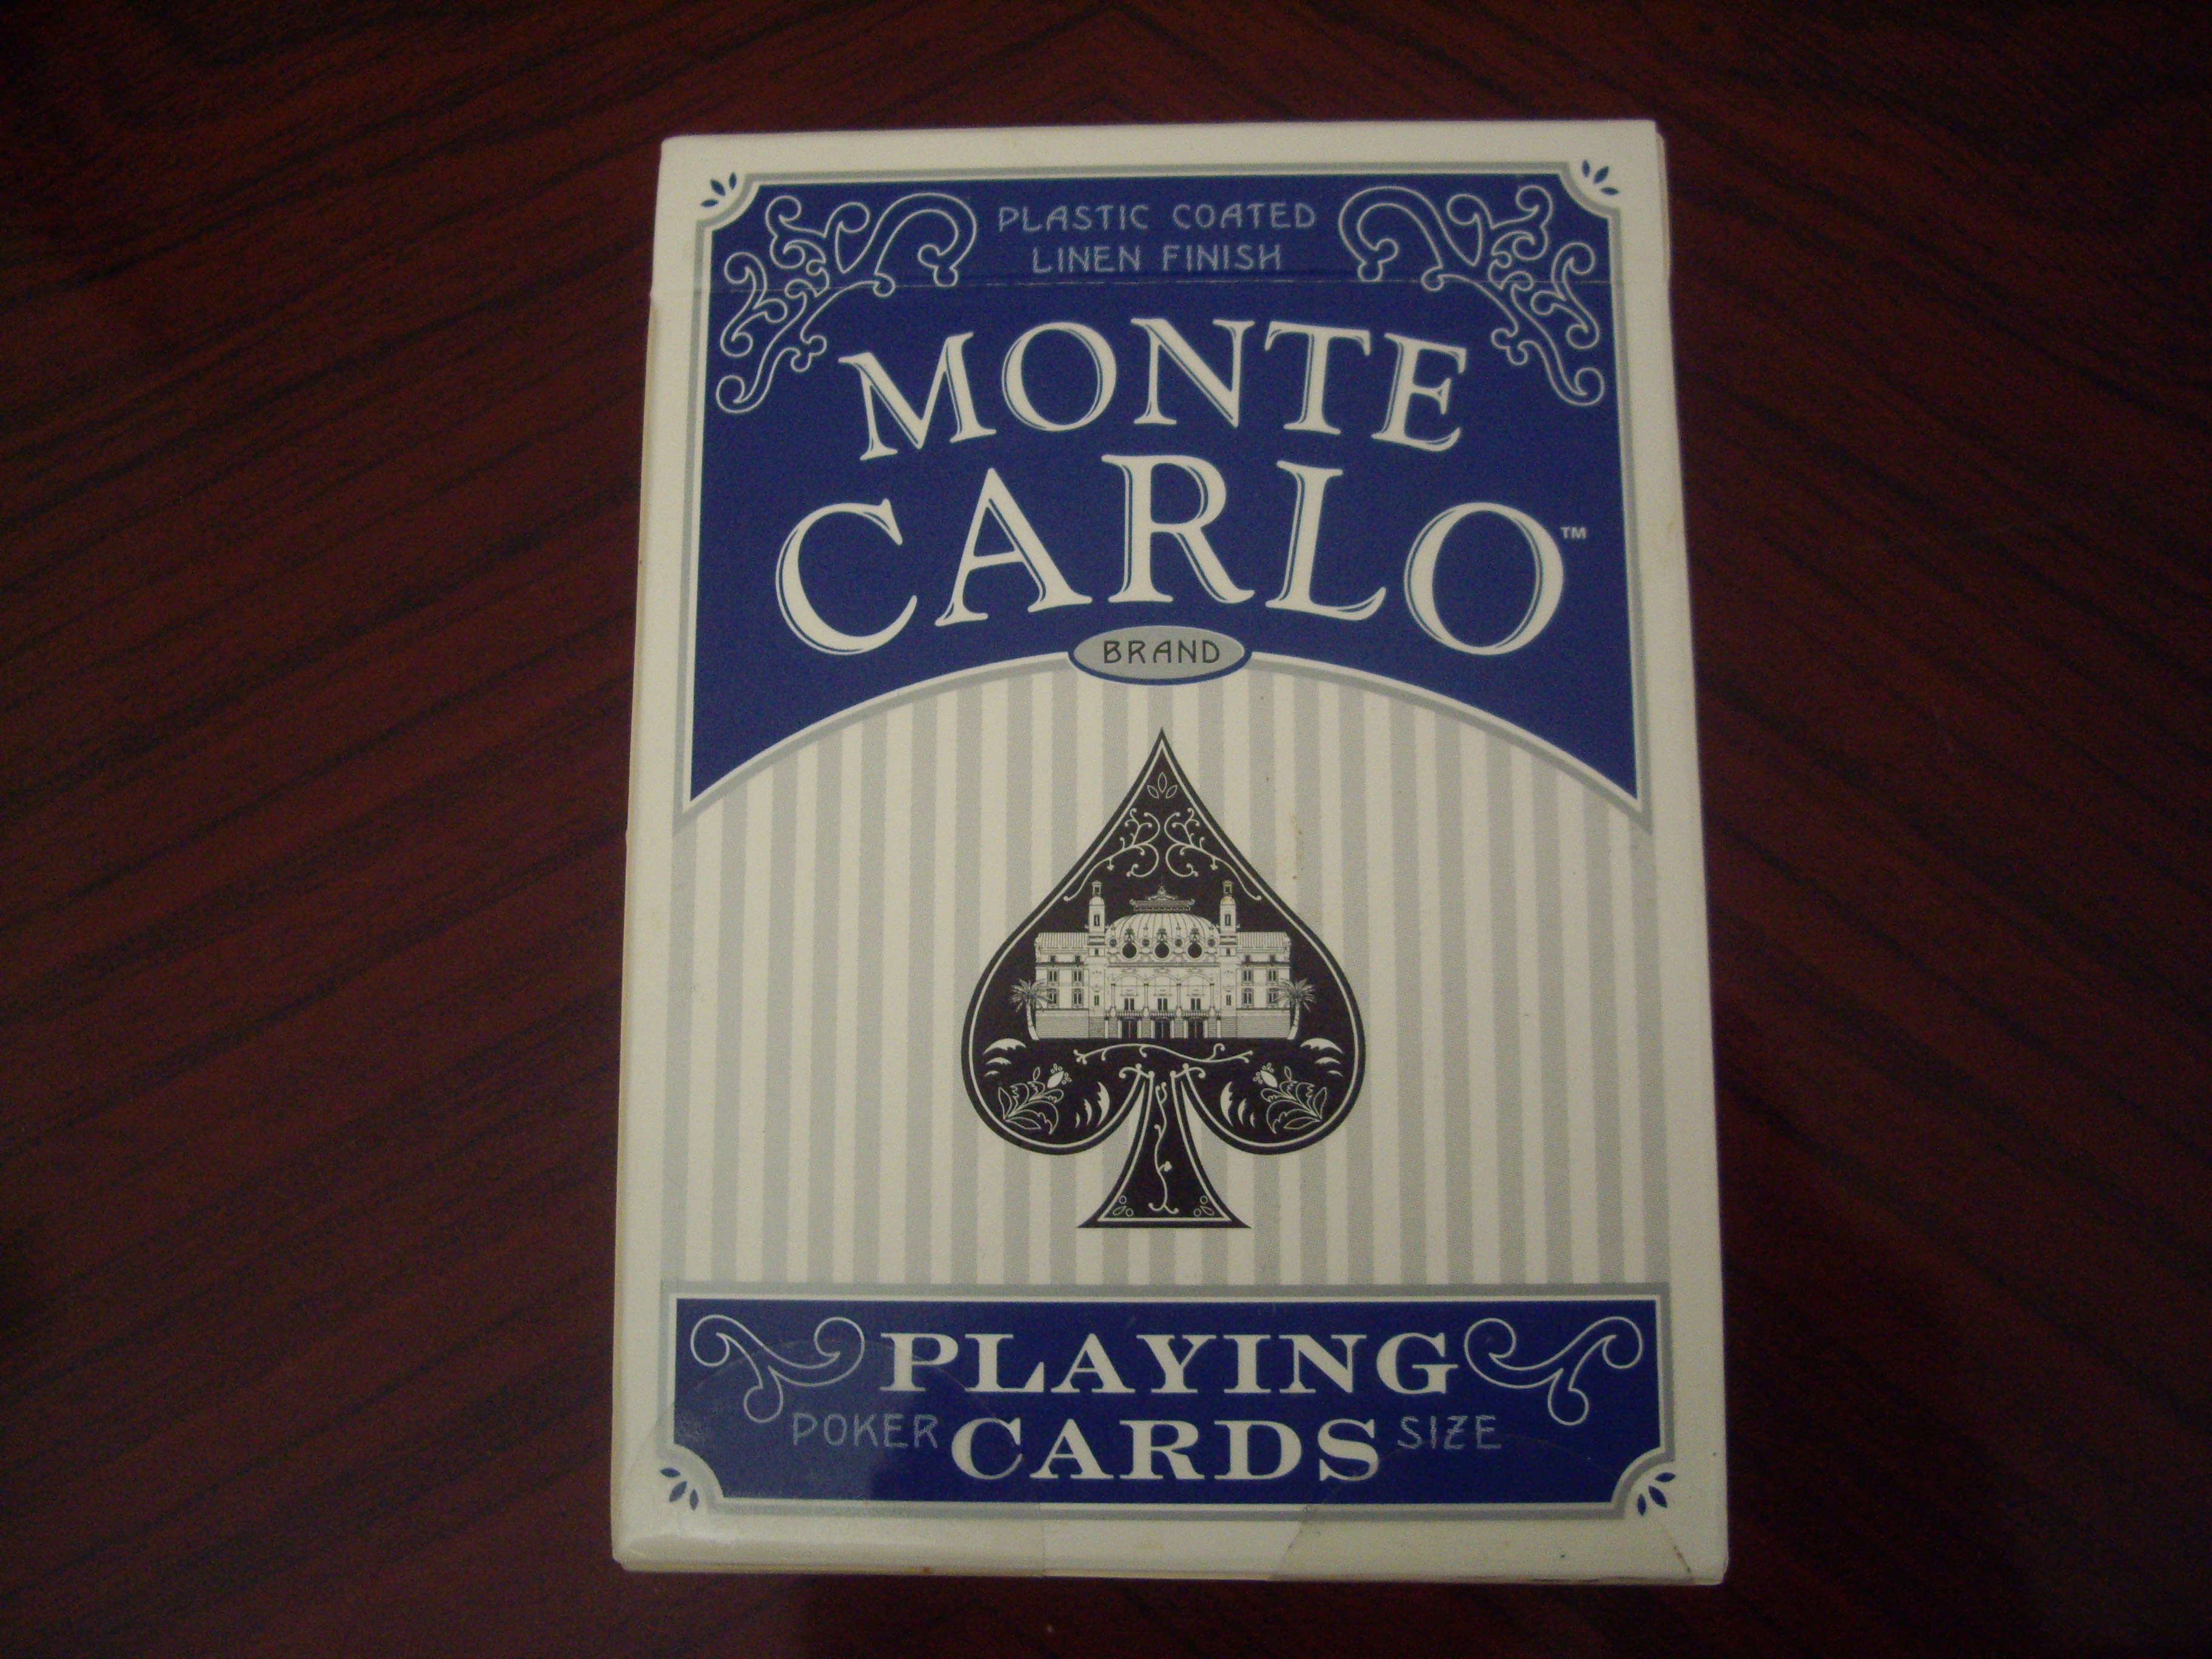 PLASTIC COATED
LINEN FINISH
MONTE
CARLO™
BRAND
PLAYING
POKER CARDS SIZE